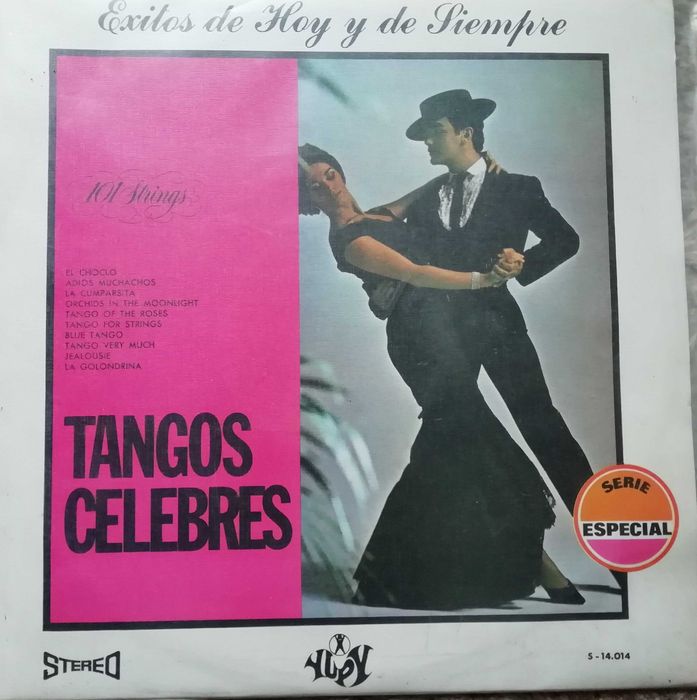 Exitos de Hoy y de Siempre
101 Strings
EL CHOCLO
ADIOS MUCHACHOS
LA CUMPARSITA
ORCHIDS IN THE MOONLIGHT
TANGO OF THE ROSES
TANGO FOR STRINGS
BLUE TANGO
TANGO VERY MUCH
JEALOUSIE
LA GOLONDRINA
TANGOS
CELEBRES
SERIE
ESPECIAL
STEREO
YUPY
S-14.014